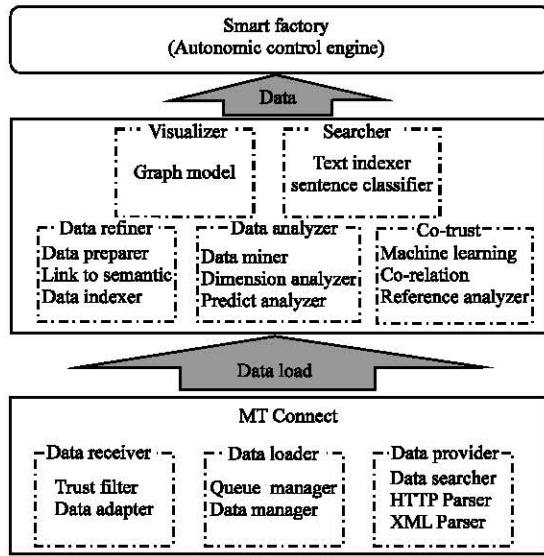 Smart factory
(Autonomic control engine)
Data
Visualizer
Graph model
Searcher
Text indexer
sentence classifier
Data refiner
Data preparer
Link to semantic
Data indexer
Data analyzer
Data miner
Dimension analyzer
Predict analyzer
Co-trust
Machine learning
Co-relation
Reference analyzer
Data load
MT Connect
Data receiver
Trust filter
Data adapter
Data loader
Queue manager
Data manager
Data provider
Data searcher
HTTP Parser
XML Parser